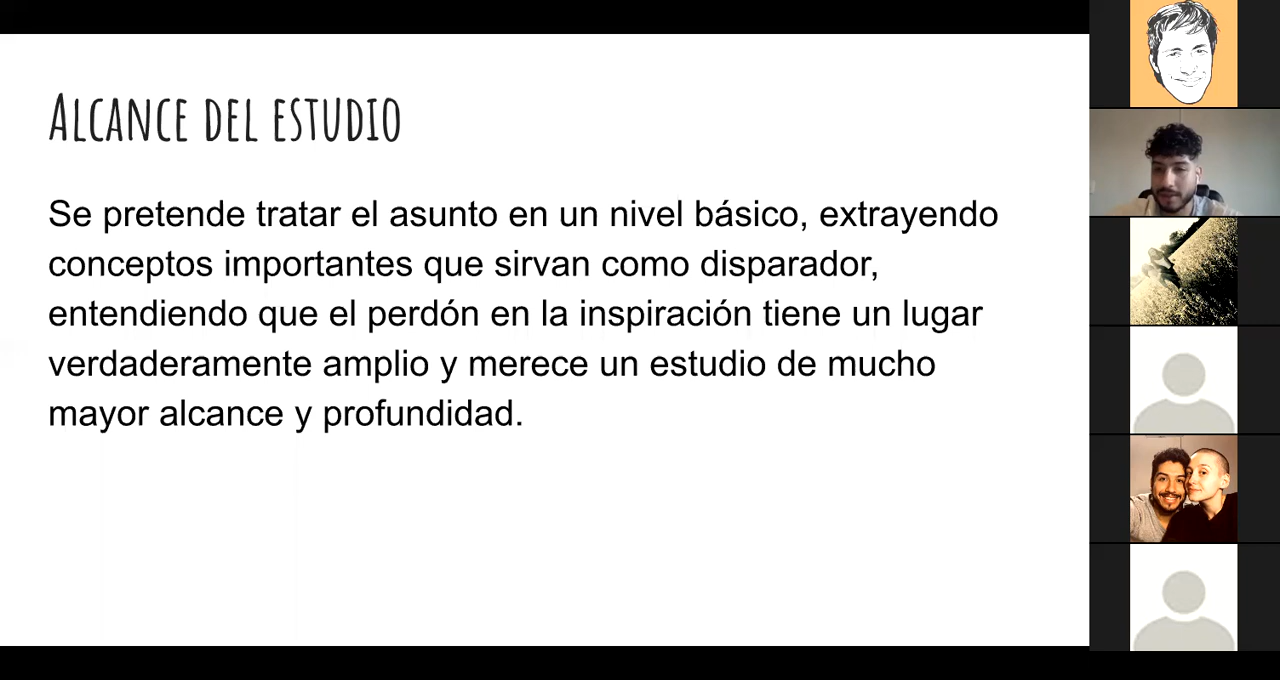 Alcance del estudio
Se pretende tratar el asunto en un nivel básico, extrayendo
conceptos importantes que sirvan como disparador,
entendiendo que el perdón en la inspiración tiene un lugar
verdaderamente amplio y merece un estudio de mucho
mayor alcance y profundidad.